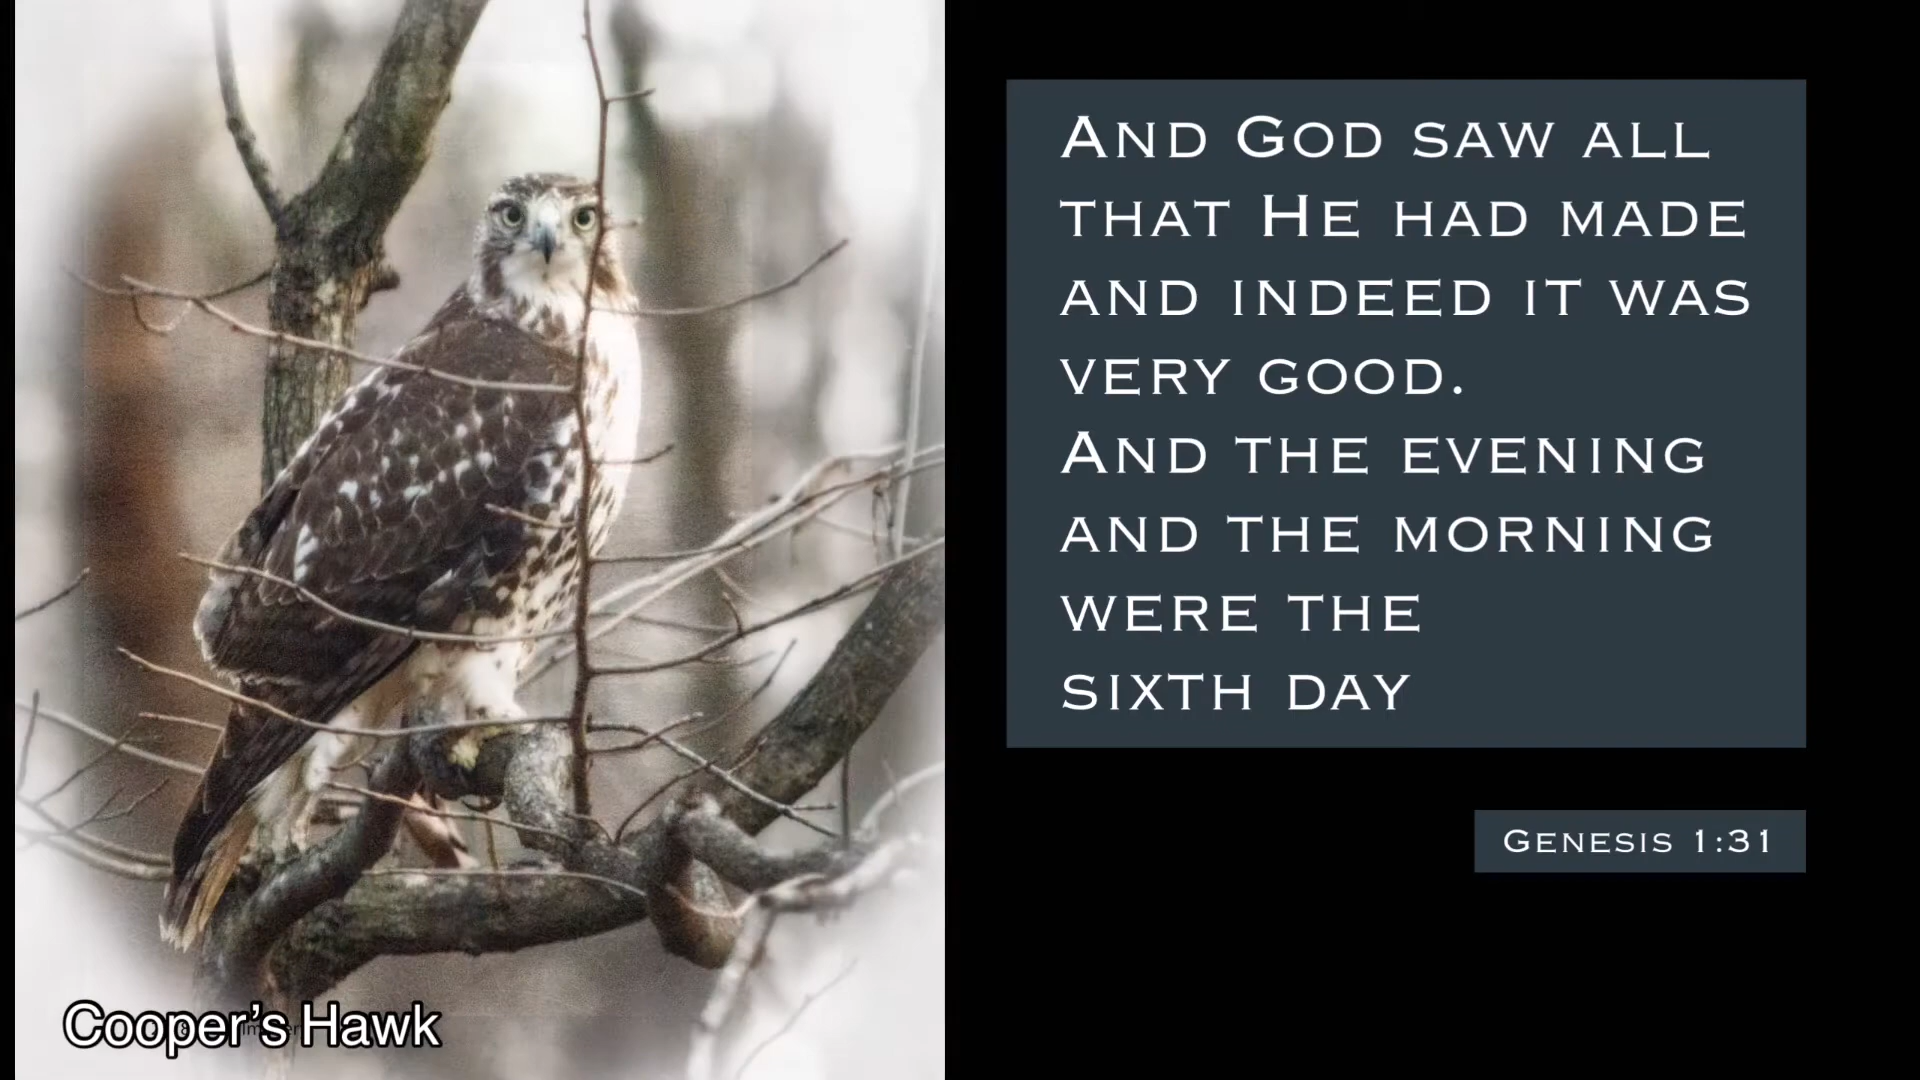 And God saw all
that He had made
and indeed it was
very good.
And the evening
and the morning
were the
sixth day
Genesis 1:31
Cooper's Hawk